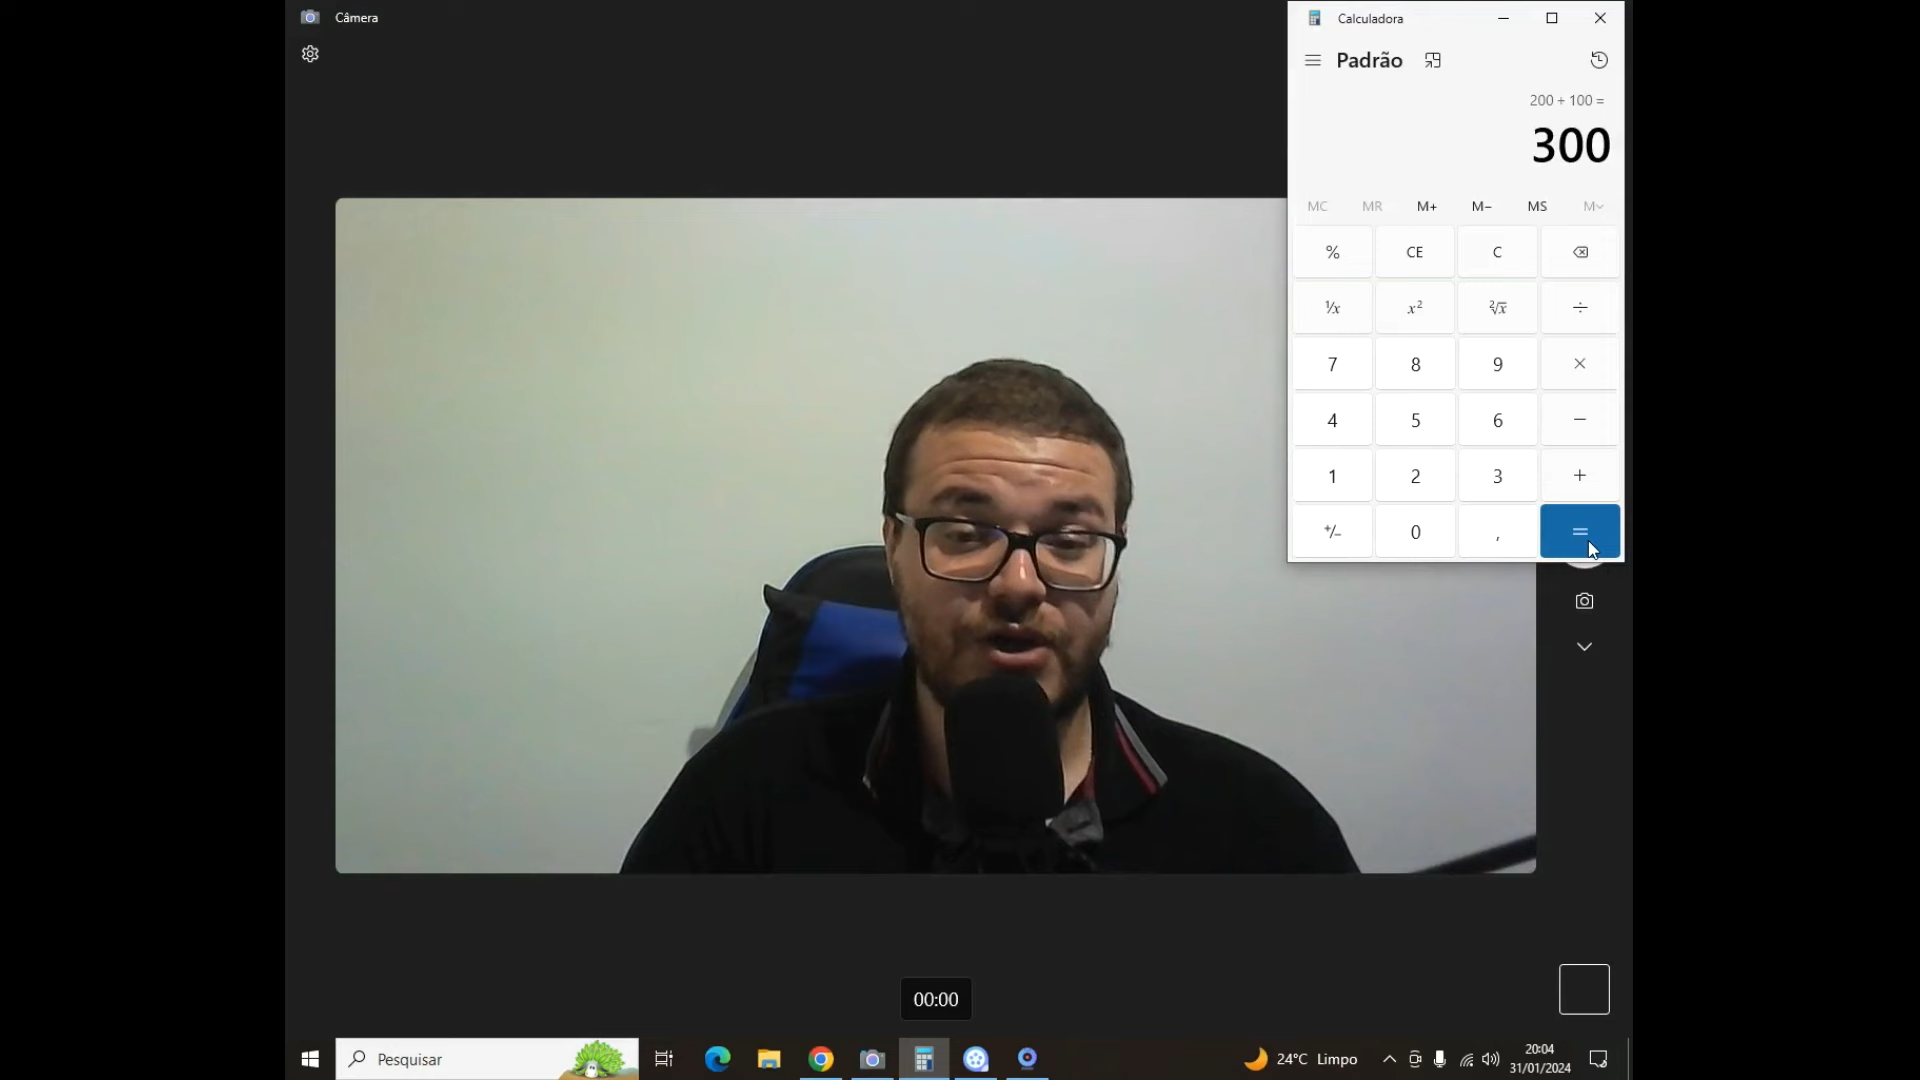 Câmera
Calculadora
Padrão
200 + 100 =
300
MC MR M+ M− MS M
% CE C
¹/x x² ²√x ÷
7 8 9 ×
4 5 6 −
1 2 3 +
+/− 0 , =
00:00
Pesquisar
24°C Limpo
20:04
31/01/2024